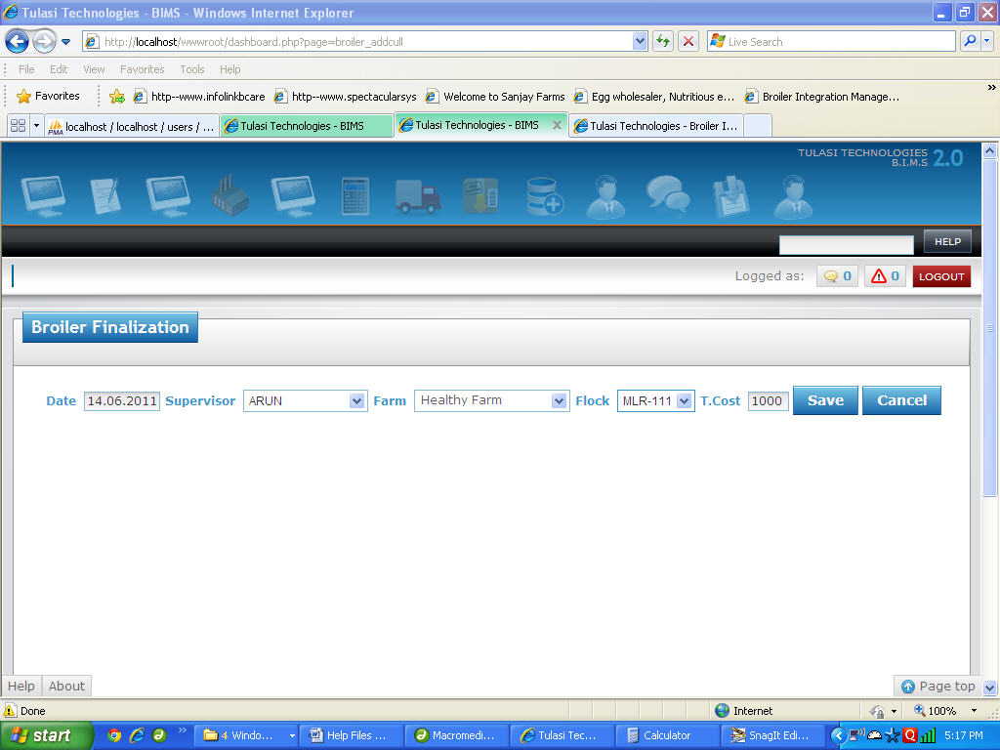 Tulasi Technologies - BIMS - Windows Internet Explorer
http://localhost/wwwroot/dashboard.php?page=broiler_addcull
Live Search
File Edit View Favorites Tools Help
Favorites http--www.infolinkbcare http--www.spectacularsys Welcome to Sanjay Farms Egg wholesaler, Nutritious e... Broiler Integration Manage...
PMA localhost / localhost / users / ... Tulasi Technologies - BIMS Tulasi Technologies - BIMS Tulasi Technologies - Broiler I...
TULASI TECHNOLOGIES 2.0
B.I.M.S
HELP
Logged as: 0 0 LOGOUT
Broiler Finalization
Date 14.06.2011 Supervisor ARUN Farm Healthy Farm Flock MLR-111 T.Cost 1000 Save Cancel
Help About Page top
Done Internet 100%
start 4 Windo... Help Files ... Macromedi... Tulasi Tec... Calculator SnagIt Edi... 5:17 PM